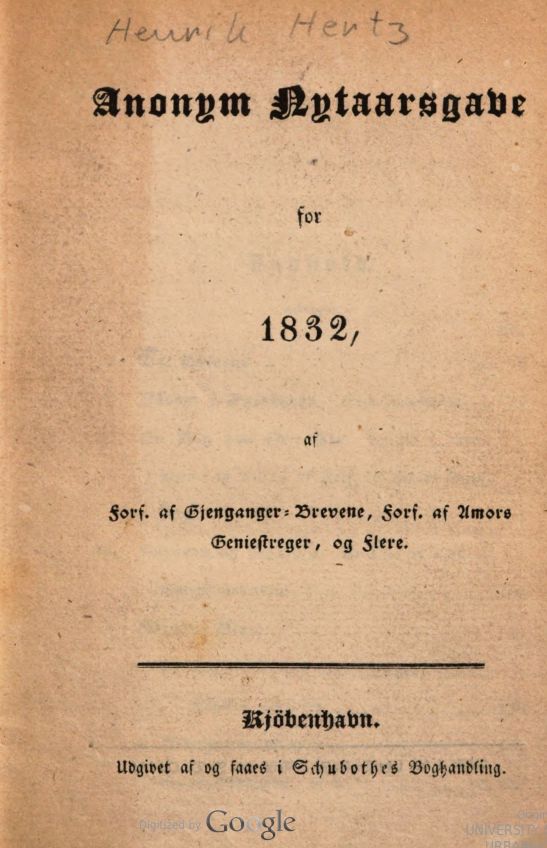 Henrik Hertz
Anonym Nytaarsgave
for
1832,
af
Forf. af Gjenganger-Brevene, Forf. af Amors
Geniestreger, og Flere.
Kjöbenhavn.
Udgivet af og faaes i Schubothes Boghandling.
Digitized by Google
UNIVERSITY